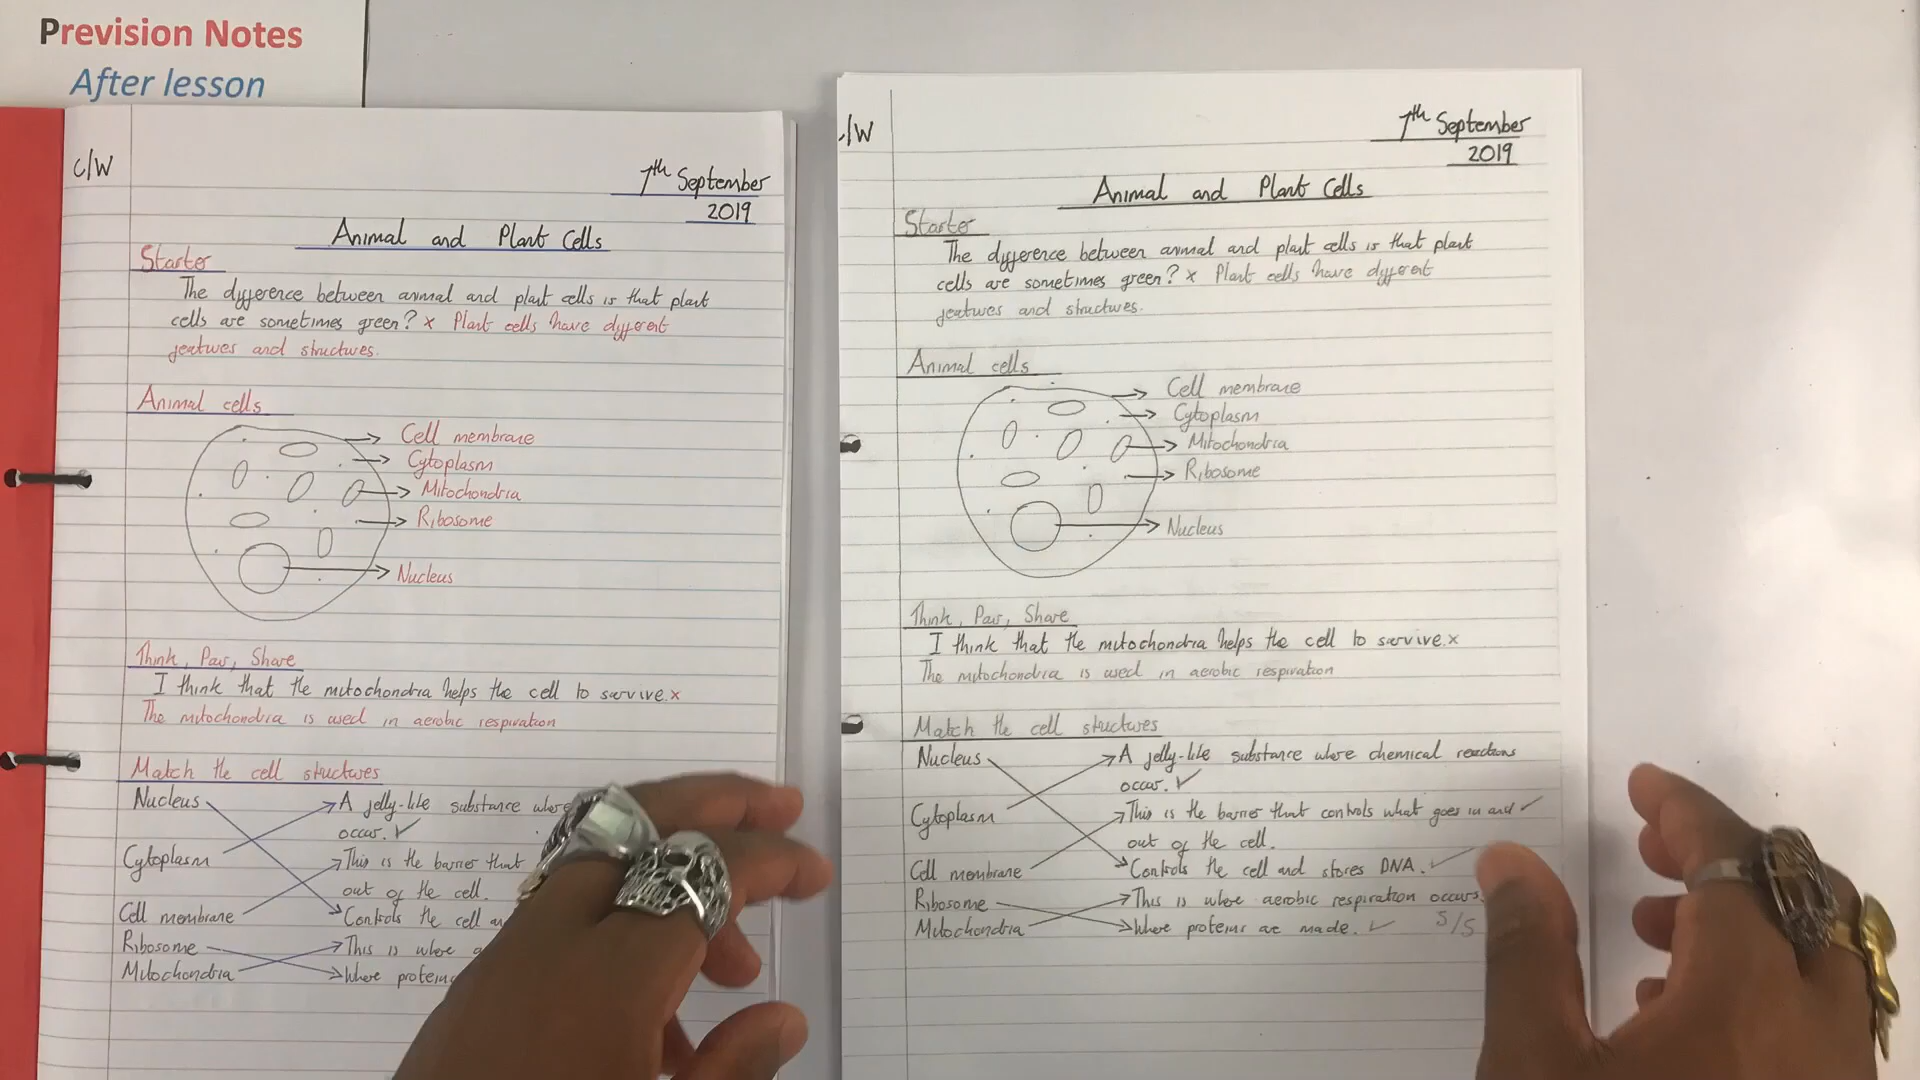 Prevision Notes
After lesson
C/W
7th September
2019
Animal and Plant Cells
Starter
The difference between animal and plant cells is that plant
cells are sometimes green? x Plant cells have different
features and structures.
Animal cells
Cell membrane
Cytoplasm
Mitochondria
Ribosome
Nucleus
Think, Pair, Share
I think that the mitochondria helps the cell to survive. x
The mitochondria is used in aerobic respiration
Match the cell structures
Nucleus
A jelly-like substance where
occur. ✓
Cytoplasm
This is the barrier that
out of the cell.
Cell membrane
Controls the cell
Ribosome
This is where
Mitochondria
Where
/W
7th September
2019
Animal and Plant Cells
Starter
The difference between animal and plant cells is that plant
cells are sometimes green? x Plant cells have different
features and structures.
Animal cells
Cell membrane
Cytoplasm
Mitochondria
Ribosome
Nucleus
Think, Pair, Share
I think that the mitochondria helps the cell to survive. x
The mitochondria is used in aerobic respiration
Match the cell structures
Nucleus
A jelly-like substance where chemical reactions
occur. ✓
Cytoplasm
This is the barrier that controls what goes in and ✓
out of the cell.
Cell membrane
Controls the cell and stores DNA. ✓
Ribosome
This is where aerobic respiration occurs.
Mitochondria
Where proteins are made. ✓
5/5